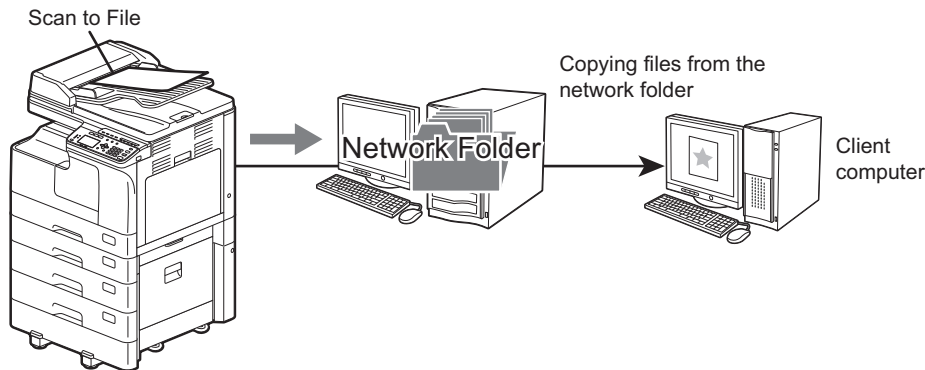 Scan to File
Copying files from the
network folder
Network Folder
Client
computer